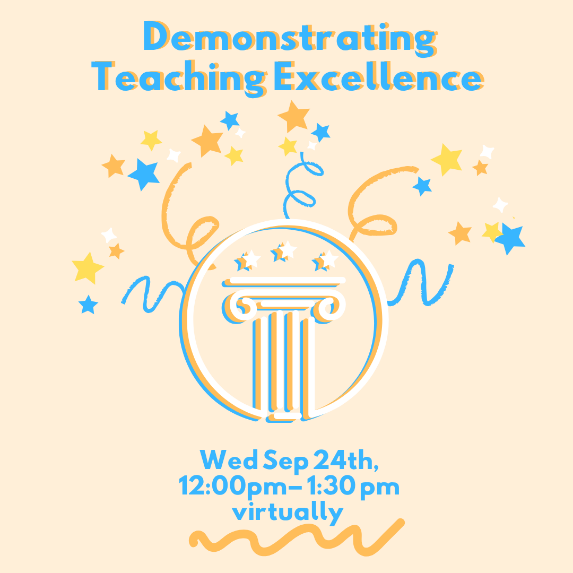 Demonstrating
Teaching Excellence
Wed Sep 24th,
12:00pm– 1:30 pm
virtually